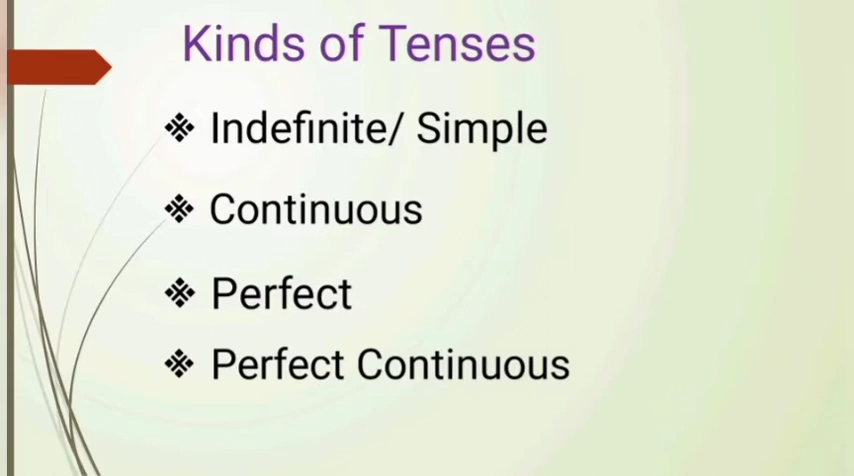 Kinds of Tenses
❖ Indefinite/ Simple
❖ Continuous
❖ Perfect
❖ Perfect Continuous